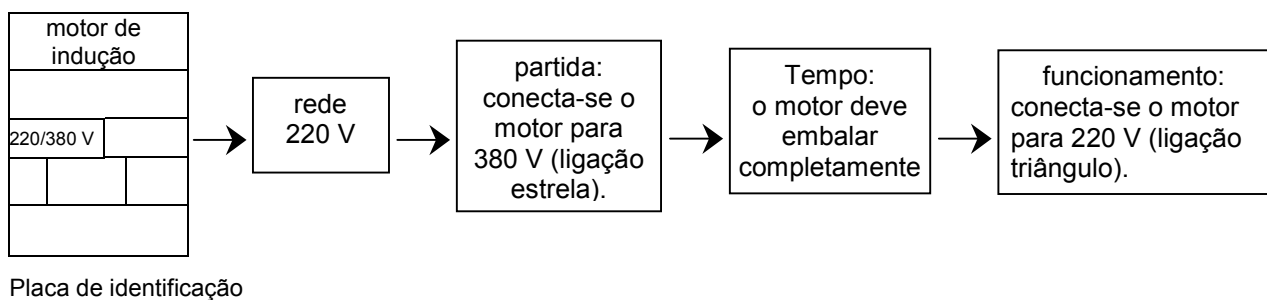 motor de
indução
220/380 V
rede
220 V
partida:
conecta-se o
motor para
380 V (ligação
estrela).
Tempo:
o motor deve
embalar
completamente
funcionamento:
conecta-se o motor
para 220 V (ligação
triângulo).
Placa de identificação